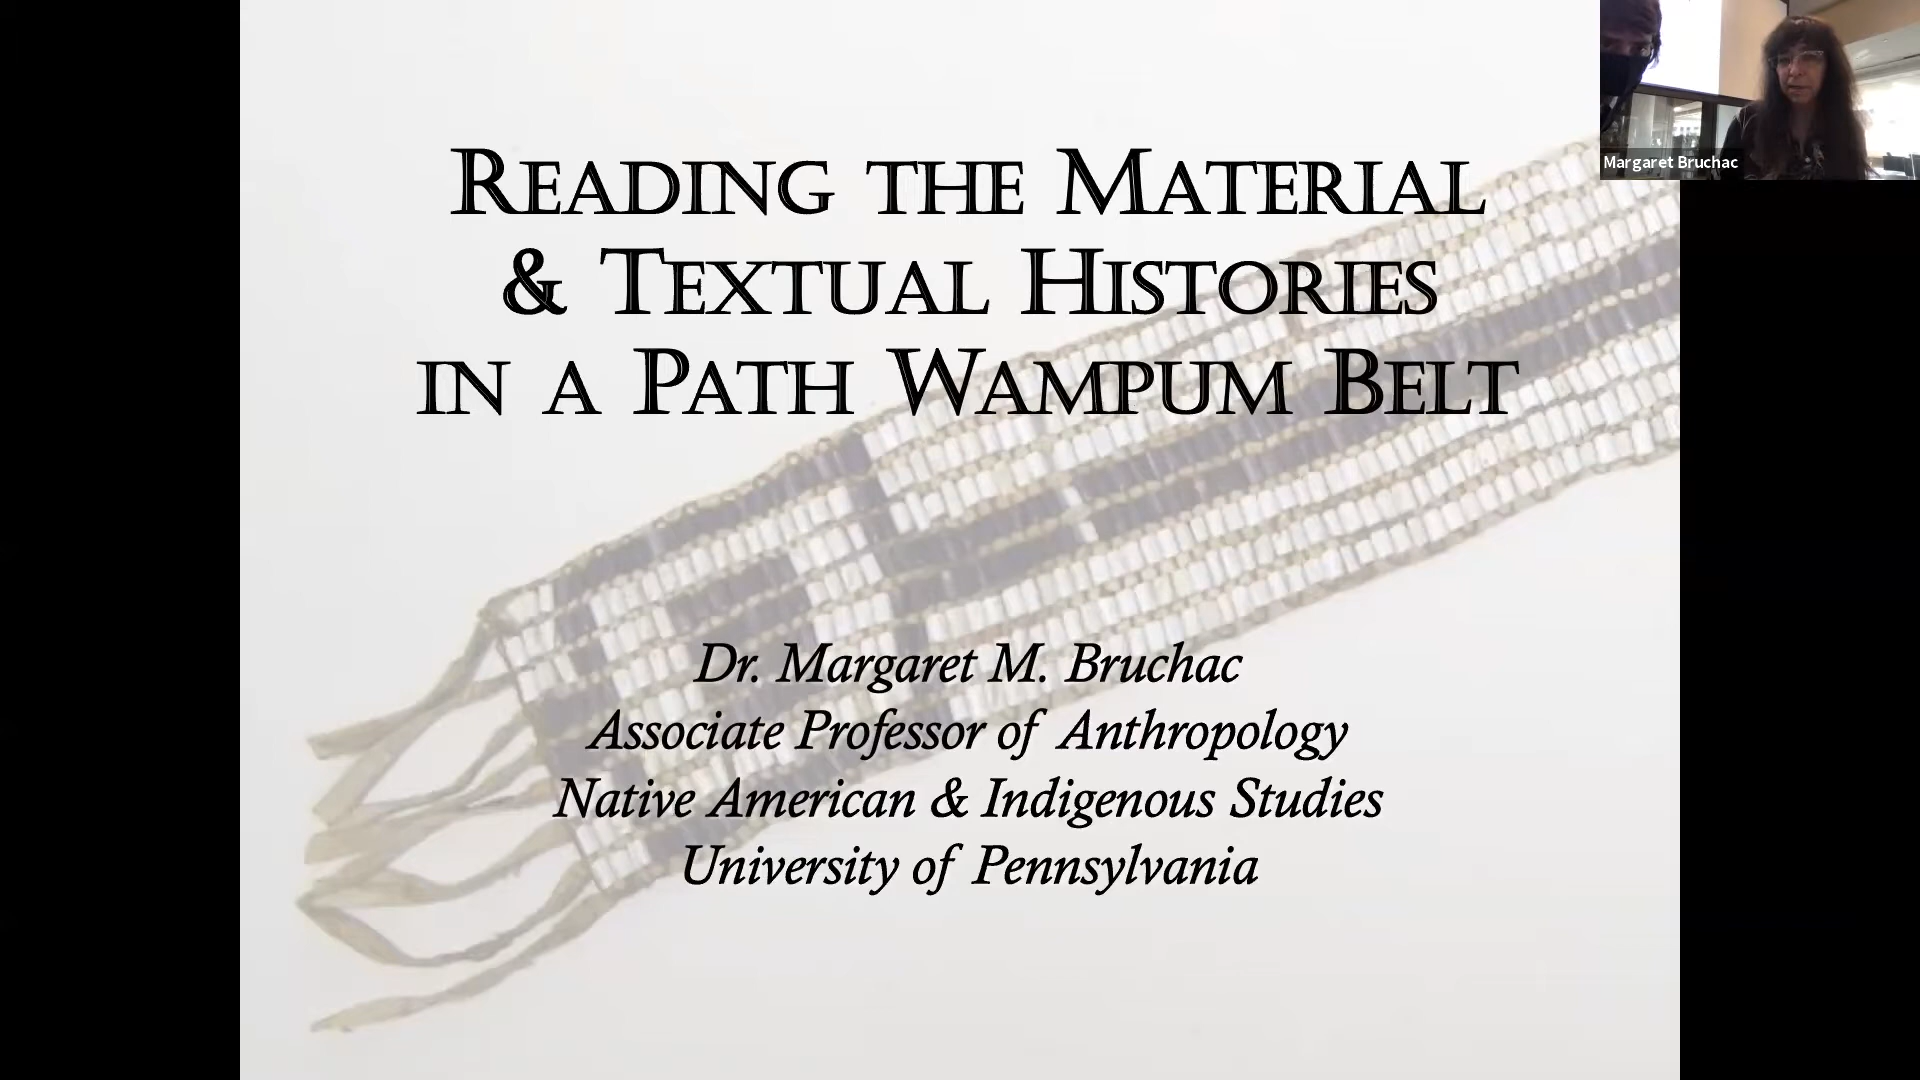 READING THE MATERIAL
& TEXTUAL HISTORIES
IN A PATH WAMPUM BELT
Dr. Margaret M. Bruchac
Associate Professor of Anthropology
Native American & Indigenous Studies
University of Pennsylvania
Margaret Bruchac